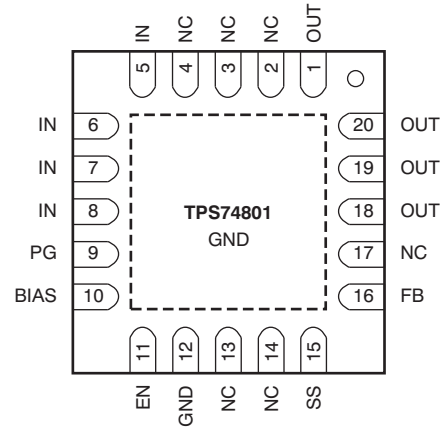 IN NC NC NC OUT
5 4 3 2 1
IN 6 20 OUT
IN 7 19 OUT
IN 8 18 OUT
TPS74801
GND
PG 9 17 NC
BIAS 10 16 FB
11 12 13 14 15
EN GND NC NC SS